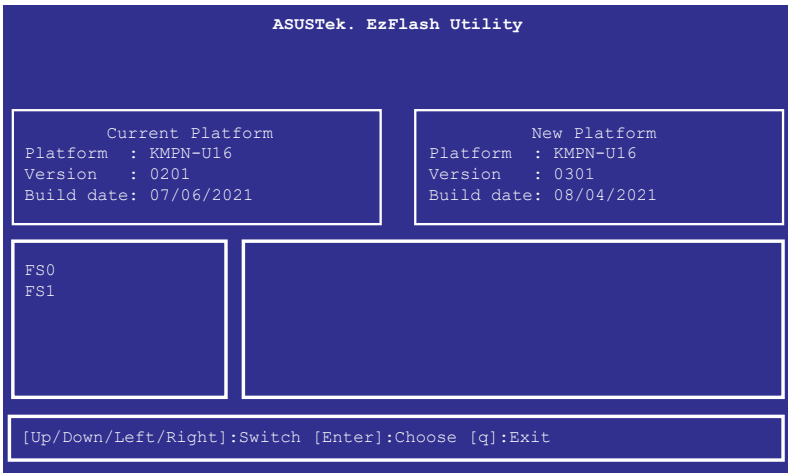 ASUSTek. EzFlash Utility
Current Platform
Platform : KMPN-U16
Version : 0201
Build date: 07/06/2021
New Platform
Platform : KMPN-U16
Version : 0301
Build date: 08/04/2021
FS0
FS1
[Up/Down/Left/Right]:Switch [Enter]:Choose [q]:Exit